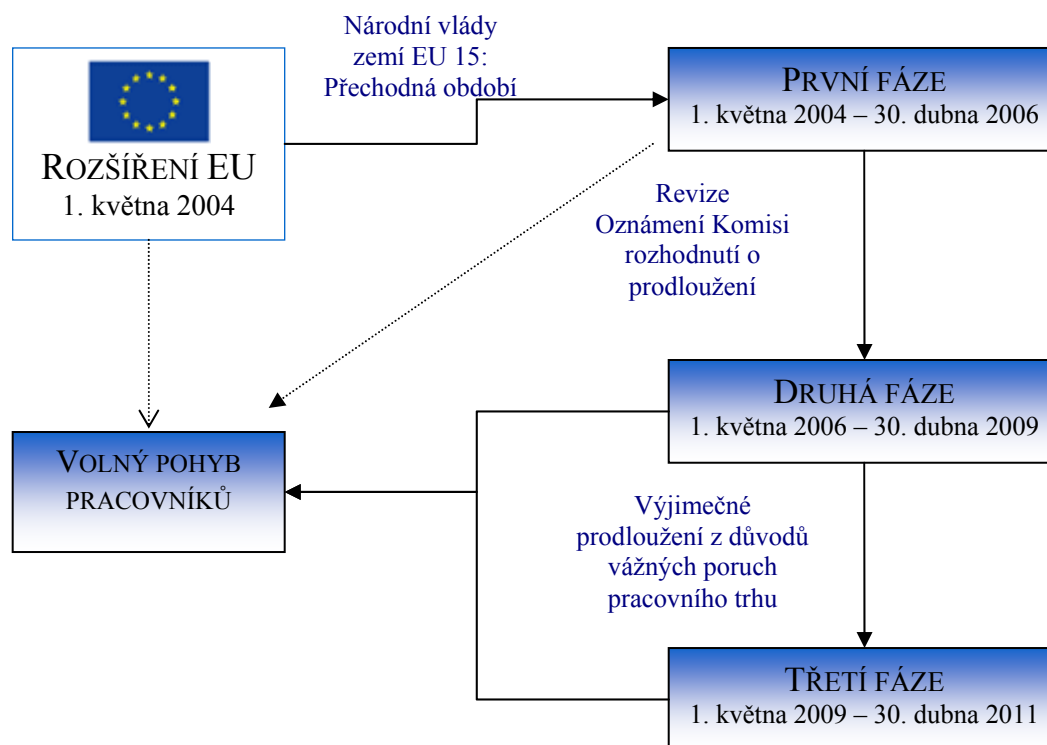 Národní vlády
zemí EU 15:
Přechodná období
ROZŠÍŘENÍ EU
1. května 2004
PRVNÍ FÁZE
1. května 2004 – 30. dubna 2006
Revize
Oznámení Komisi
rozhodnutí o
prodloužení
DRUHÁ FÁZE
1. května 2006 – 30. dubna 2009
VOLNÝ POHYB
PRACOVNÍKŮ
Výjimečné
prodloužení z důvodů
vážných poruch
pracovního trhu
TŘETÍ FÁZE
1. května 2009 – 30. dubna 2011